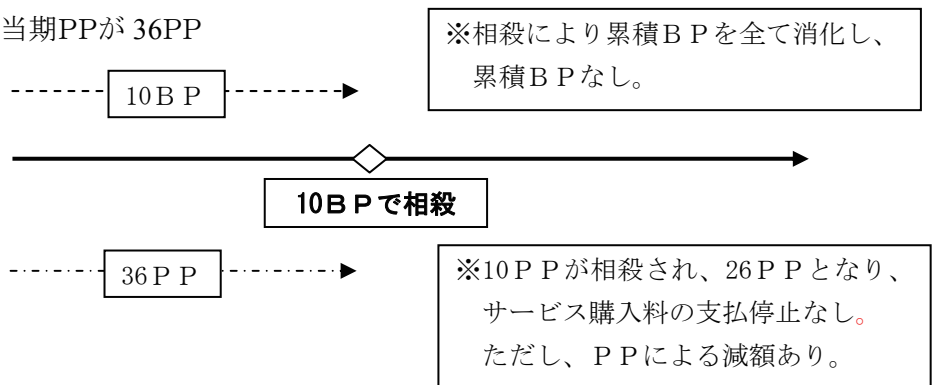 当期PPが 36PP
※相殺により累積ＢＰを全て消化し、
累積ＢＰなし。
10ＢＰ
10ＢＰで相殺
36ＰＰ
※10ＰＰが相殺され、26ＰＰとなり、
サービス購入料の支払停止なし。
ただし、ＰＰによる減額あり。